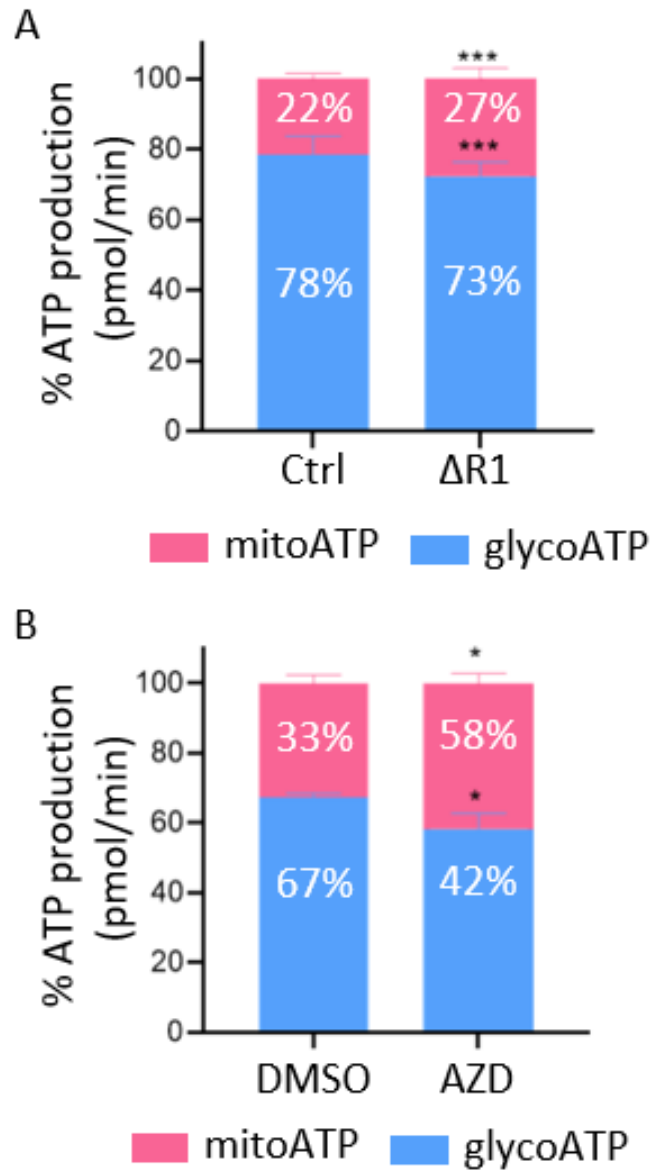 A
% ATP production
(pmol/min)
100
80
60
40
20
0
***
22%
27%
***
78%
73%
Ctrl
ΔR1
mitoATP
glycoATP
B
% ATP production
(pmol/min)
100
80
60
40
20
0
*
33%
58%
*
67%
42%
DMSO
AZD
mitoATP
glycoATP